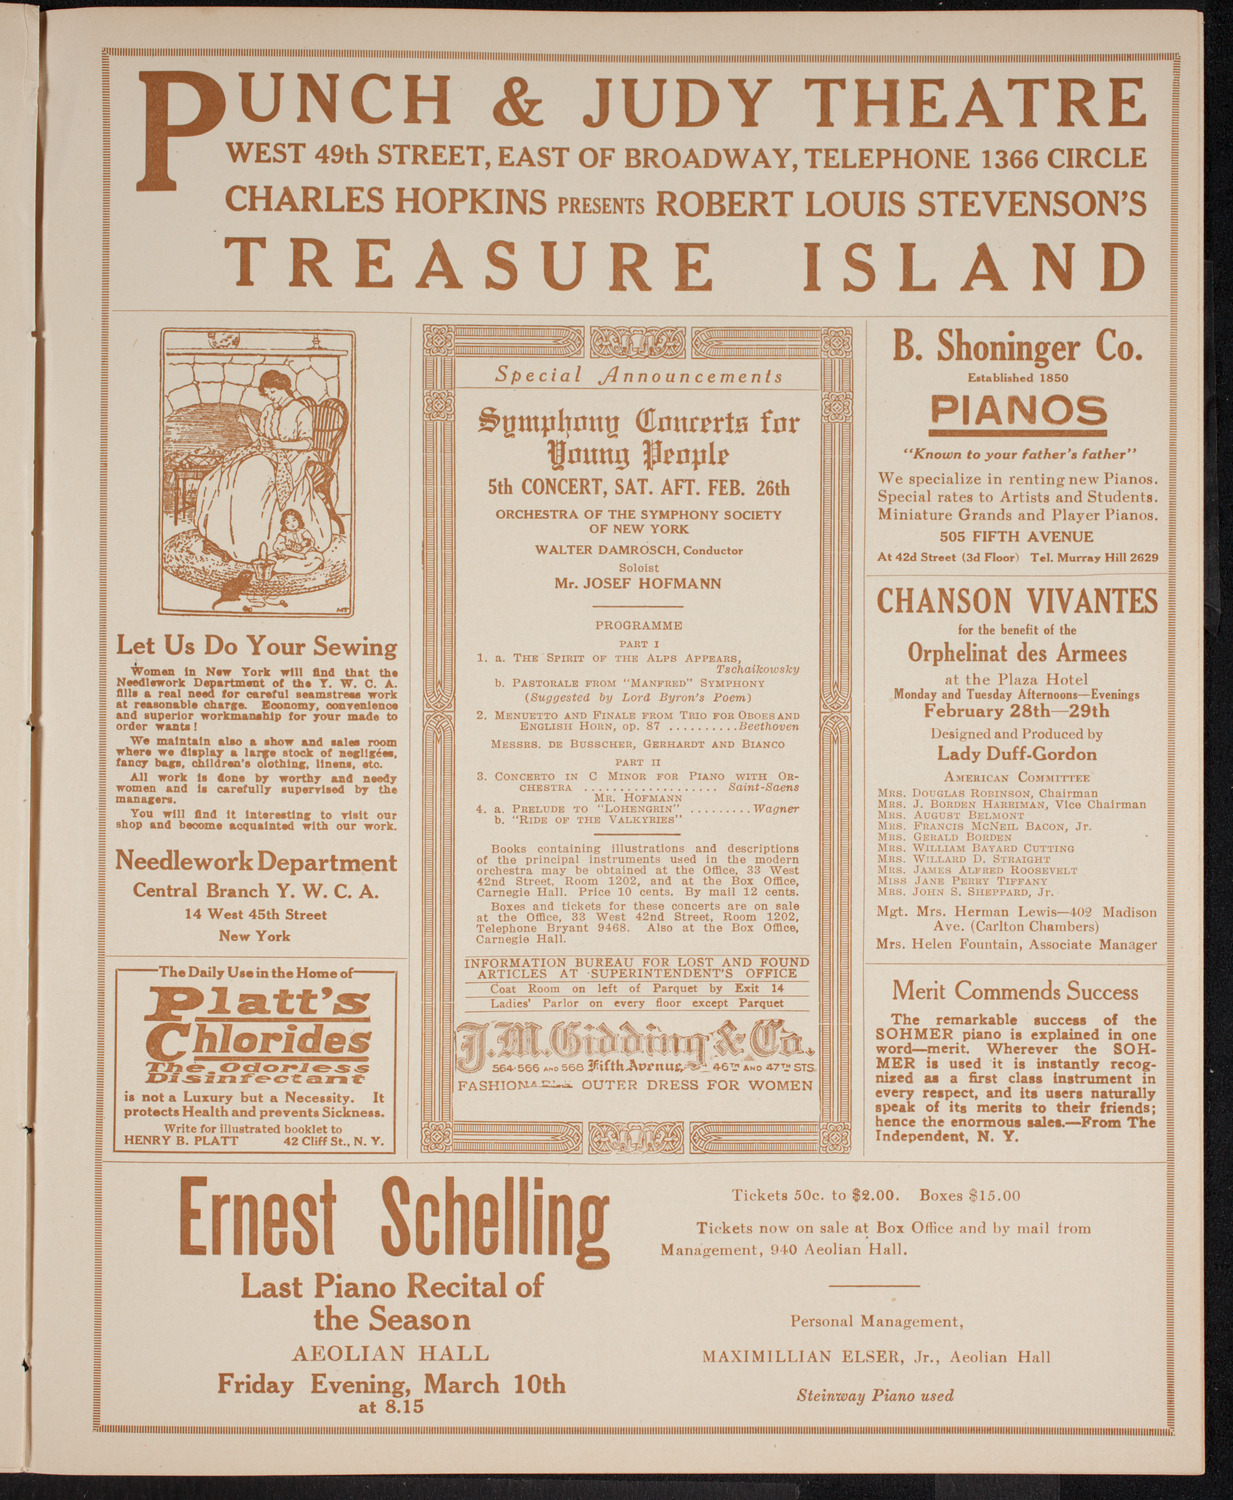 PUNCH & JUDY THEATRE
WEST 49th STREET, EAST OF BROADWAY, TELEPHONE 1366 CIRCLE
CHARLES HOPKINS PRESENTS ROBERT LOUIS STEVENSON'S
TREASURE ISLAND
MT
Let Us Do Your Sewing
Women in New York will find that the
Needlework Department of the Y. W. C. A.
fills a real need for careful seamstress work
at reasonable charge. Economy, convenience
and superior workmanship for your made to
order wants!
We maintain also a show and sales room
where we display a large stock of negligées,
fancy bags, children's clothing, linens, etc.
All work is done by worthy and needy
women and is carefully supervised by the
managers.
You will find it interesting to visit our
shop and become acquainted with our work.
Needlework Department
Central Branch Y. W. C. A.
14 West 45th Street
New York
The Daily Use in the Home of
Platt's
Chlorides
The Odorless
Disinfectant
is not a Luxury but a Necessity. It
protects Health and prevents Sickness.
Write for illustrated booklet to
HENRY B. PLATT 42 Cliff St., N. Y.
Special Announcements
Symphony Concerts for
Young People
5th CONCERT, SAT. AFT. FEB. 26th
ORCHESTRA OF THE SYMPHONY SOCIETY
OF NEW YORK
WALTER DAMROSCH, Conductor
Soloist
Mr. JOSEF HOFMANN
PROGRAMME
PART I
1. a. THE SPIRIT OF THE ALPS APPEARS,
Tschaikowsky
b. PASTORALE FROM "MANFRED" SYMPHONY
(Suggested by Lord Byron's Poem)
2. MENUETTO AND FINALE FROM TRIO FOR OBOES AND
ENGLISH HORN, op. 87 ..........Beethoven
MESSRS. DE BUSSCHER, GERHARDT AND BIANCO
PART II
3. CONCERTO IN C MINOR FOR PIANO WITH OR-
CHESTRA ................. Saint-Saens
MR. HOFMANN
4. a. PRELUDE TO "LOHENGRIN" .........Wagner
b. "RIDE OF THE VALKYRIES"
Books containing illustrations and descriptions
of the principal instruments used in the modern
orchestra may be obtained at the Office, 33 West
42nd Street, Room 1202, and at the Box Office,
Carnegie Hall. Price 10 cents. By mail 12 cents.
Boxes and tickets for these concerts are on sale
at the Office, 33 West 42nd Street, Room 1202,
Telephone Bryant 9468. Also at the Box Office,
Carnegie Hall.
INFORMATION BUREAU FOR LOST AND FOUND
ARTICLES AT SUPERINTENDENT'S OFFICE
Coat Room on left of Parquet by Exit 14
Ladies' Parlor on every floor except Parquet
J. M. Gidding & Co.
564-566 AND 568 Fifth Avenue 46TH AND 47TH STS.
OUTER DRESS FOR WOMEN
B. Shoninger Co.
Established 1850
PIANOS
"Known to your father's father"
We specialize in renting new Pianos.
Special rates to Artists and Students.
Miniature Grands and Player Pianos.
505 FIFTH AVENUE
At 42d Street (3d Floor) Tel. Murray Hill 2629
CHANSON VIVANTES
for the benefit of the
Orphelinat des Armees
at the Plaza Hotel
Monday and Tuesday Afternoons—Evenings
February 28th—29th
Designed and Produced by
Lady Duff-Gordon
AMERICAN COMMITTEE
MRS. DOUGLAS ROBINSON, Chairman
MRS. J. BORDEN HARRIMAN, Vice Chairman
MRS. AUGUST BELMONT
MRS. FRANCIS MCNEIL BACON, Jr.
MRS. GERALD BORDEN
MRS. WILLIAM BAYARD CUTTING
MRS. WILLARD D. STRAIGHT
MRS. JAMES ALFRED ROOSEVELT
MISS JANE PERRY TIFFANY
MRS. JOHN S. SHEPPARD, Jr.
Mgt. Mrs. Herman Lewis—402 Madison
Ave. (Carlton Chambers)
Mrs. Helen Fountain, Associate Manager
Merit Commends Success
The remarkable success of the
SOHMER piano is explained in one
word—merit. Wherever the SOH-
MER is used it is instantly recog-
nized as a first class instrument in
every respect, and its users naturally
speak of its merits to their friends;
hence the enormous sales.—From The
Independent, N. Y.
Ernest Schelling
Last Piano Recital of
the Season
AEOLIAN HALL
Friday Evening, March 10th
at 8.15
Tickets 50c. to $2.00. Boxes $15.00
Tickets now on sale at Box Office and by mail from
Management, 940 Aeolian Hall.
Personal Management,
MAXIMILLIAN ELSER, Jr., Aeolian Hall
Steinway Piano used